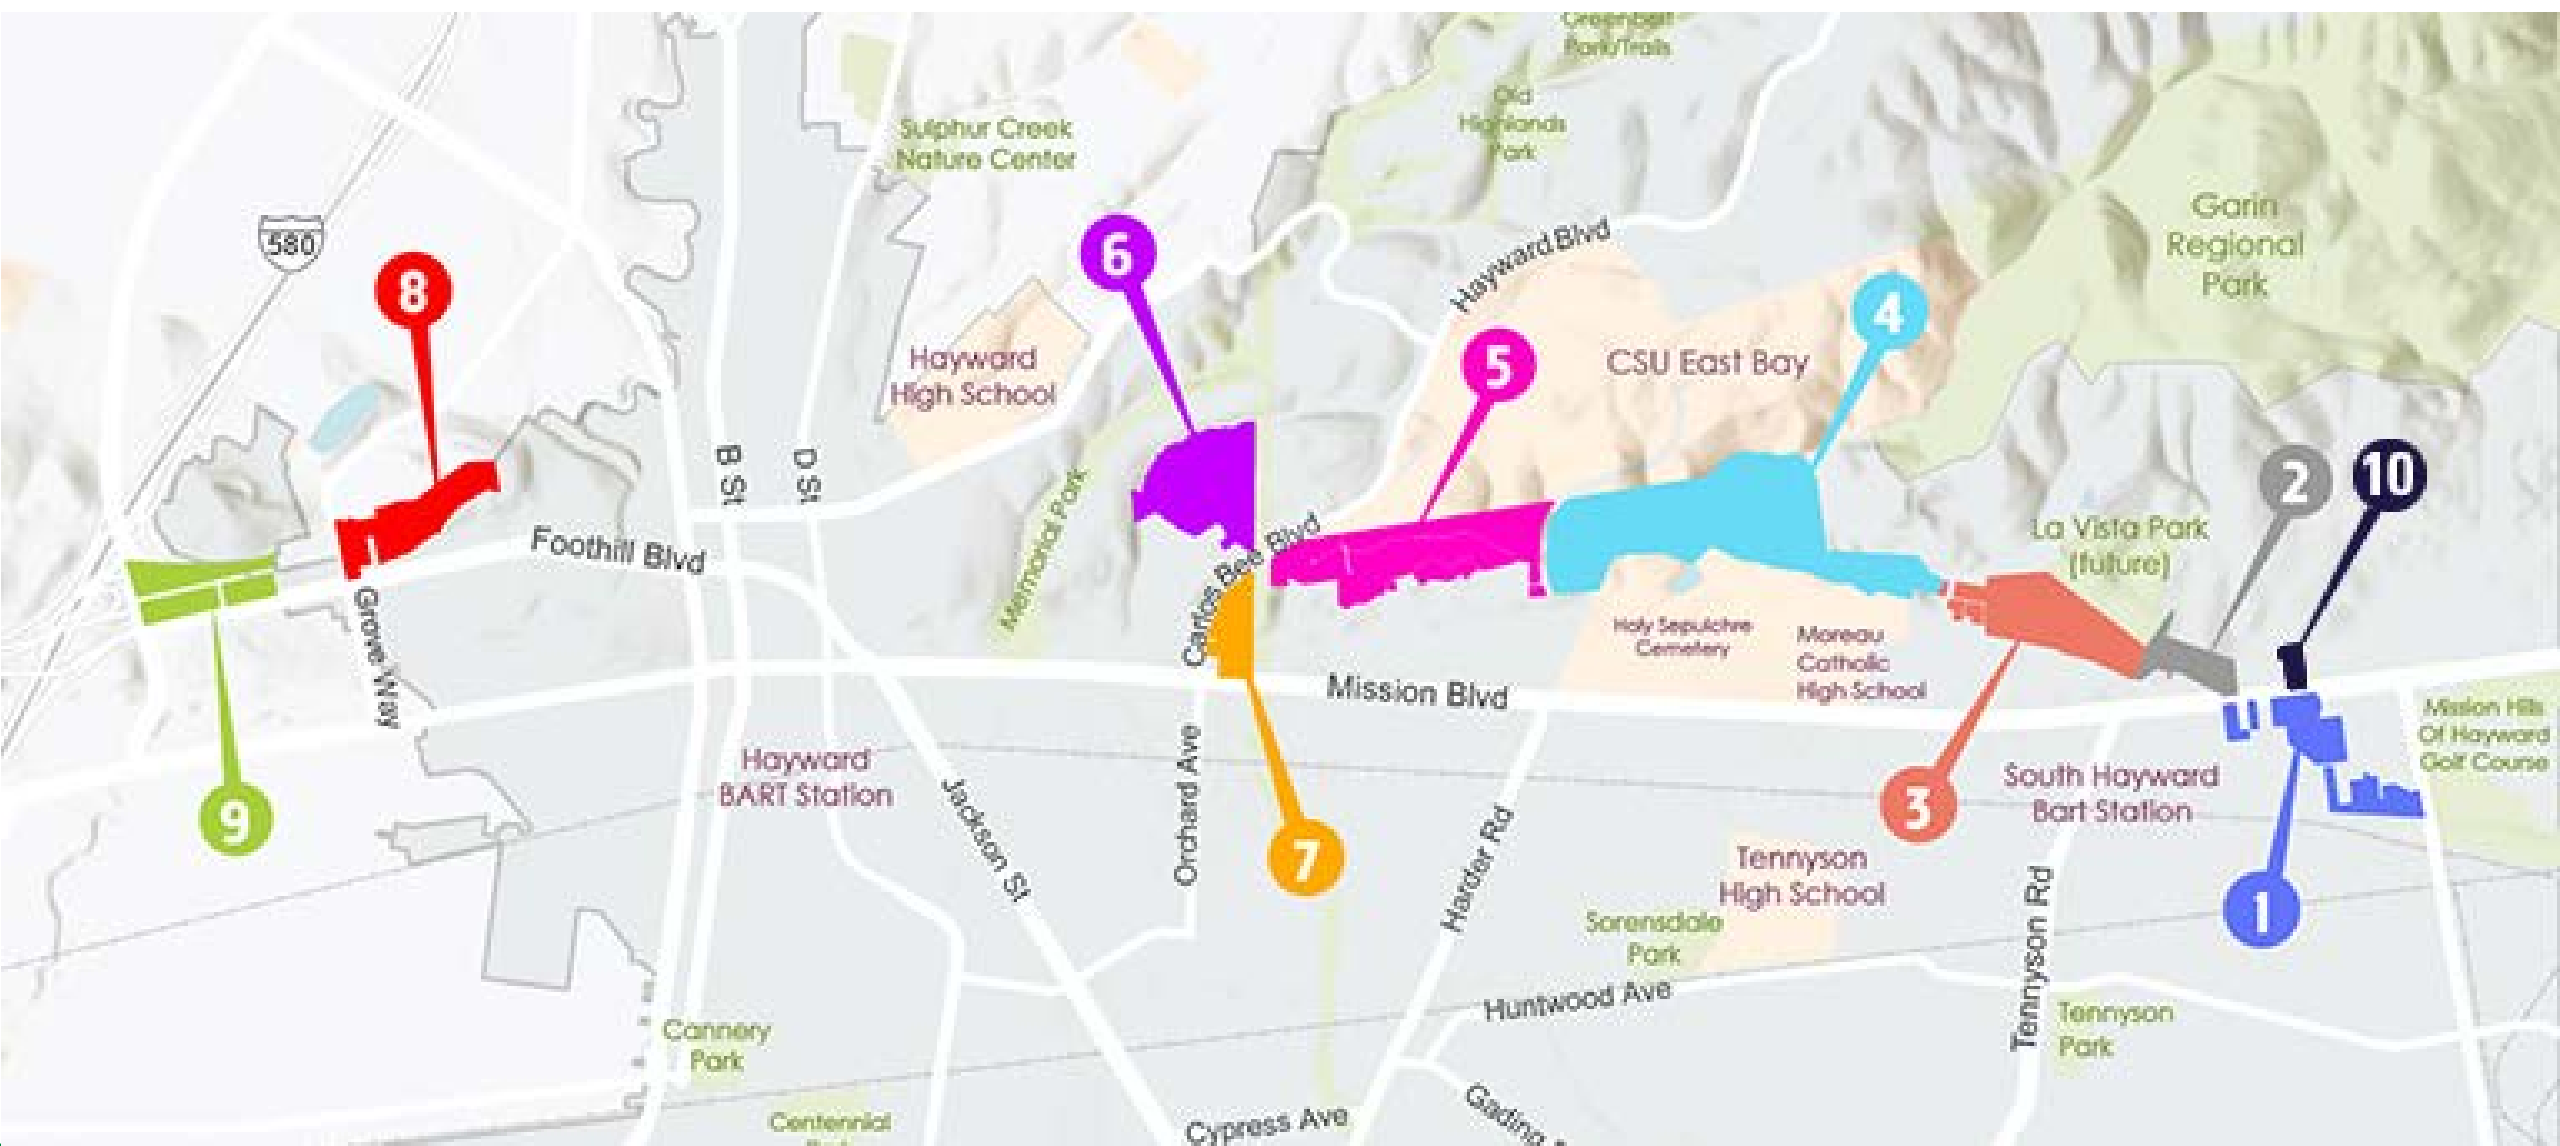 Greenbelt
Park/Trails
Old
Highlands
Park
Sulphur Creek
Nature Center
Garin
Regional
Park
580
6
Hayward Blvd
8
4
5
CSU East Bay
Hayward
High School
B St
D St
2
10
Memorial Park
La Vista Park
(future)
Foothill Blvd
Carlos Bee Blvd
Grove Way
Holy Sepulchre
Cemetery
Moreau
Catholic
High School
Mission Blvd
Mission Hills
Of Hayward
Golf Course
Hayward
BART Station
Jackson St
Orchard Ave
Harder Rd
South Hayward
Bart Station
9
3
7
1
Tennyson
High School
Sorensdale
Park
Tennyson Rd
Huntwood Ave
Tennyson
Park
Cannery
Park
Centennial
Cypress Ave
Gading